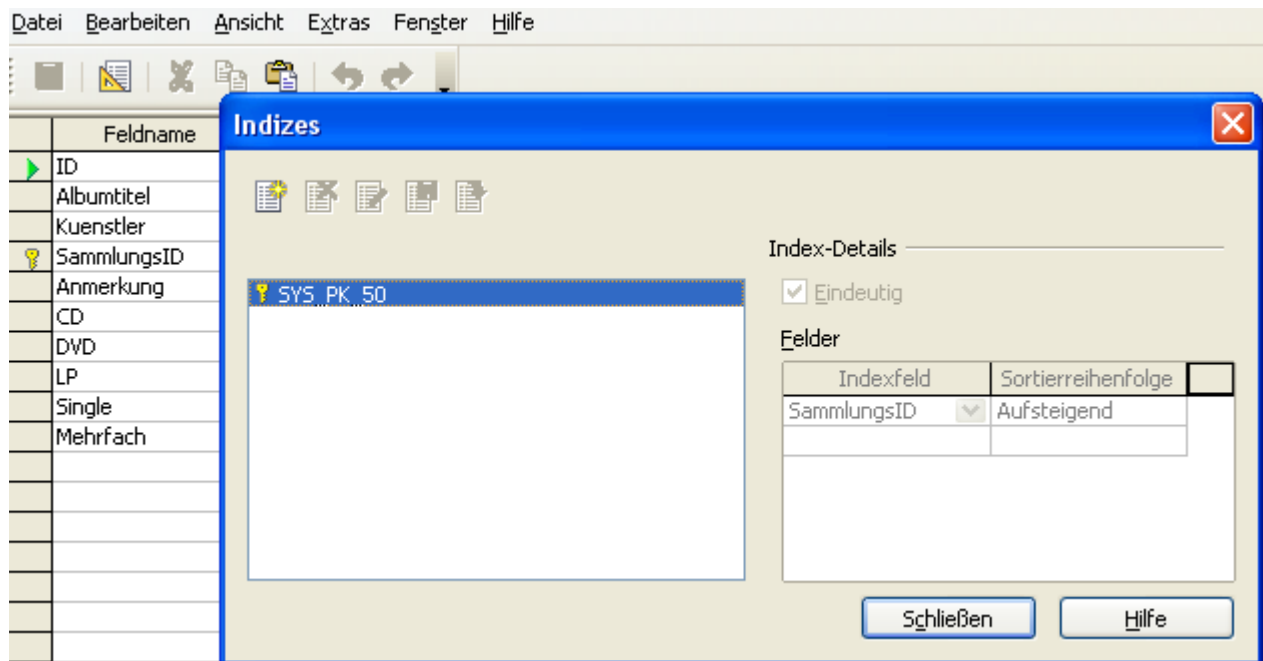 Datei Bearbeiten Ansicht Extras Fenster Hilfe
Feldname
ID
Albumtitel
Kuenstler
SammlungsID
Anmerkung
CD
DVD
LP
Single
Mehrfach
Indizes
SYS_PK_50
Index-Details
Eindeutig
Felder
Indexfeld Sortierreihenfolge
SammlungsID Aufsteigend
Schließen Hilfe